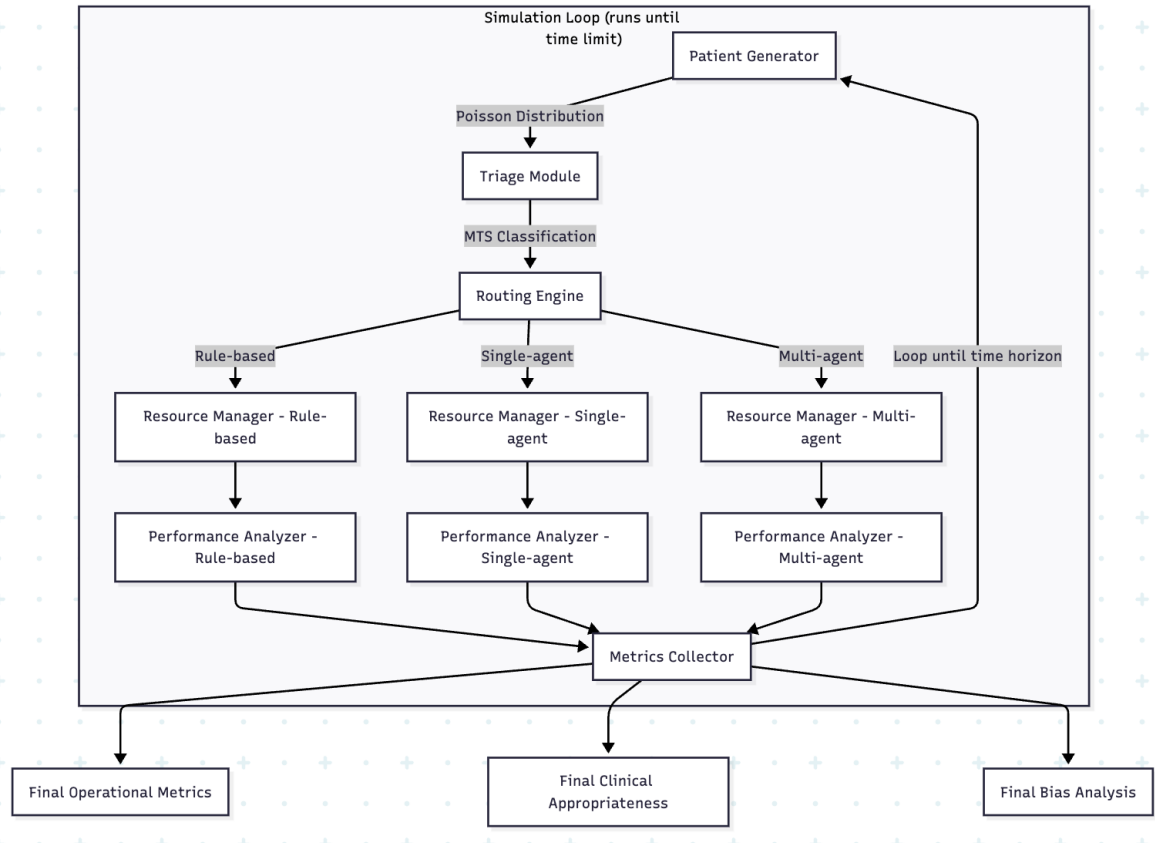 Simulation Loop (runs until
time limit)
Patient Generator
Poisson Distribution
Triage Module
MTS Classification
Routing Engine
Rule-based
Single-agent
Multi-agent
Loop until time horizon
Resource Manager - Rule-
based
Resource Manager - Single-
agent
Resource Manager - Multi-
agent
Performance Analyzer -
Rule-based
Performance Analyzer -
Single-agent
Performance Analyzer -
Multi-agent
Metrics Collector
Final Operational Metrics
Final Clinical
Appropriateness
Final Bias Analysis